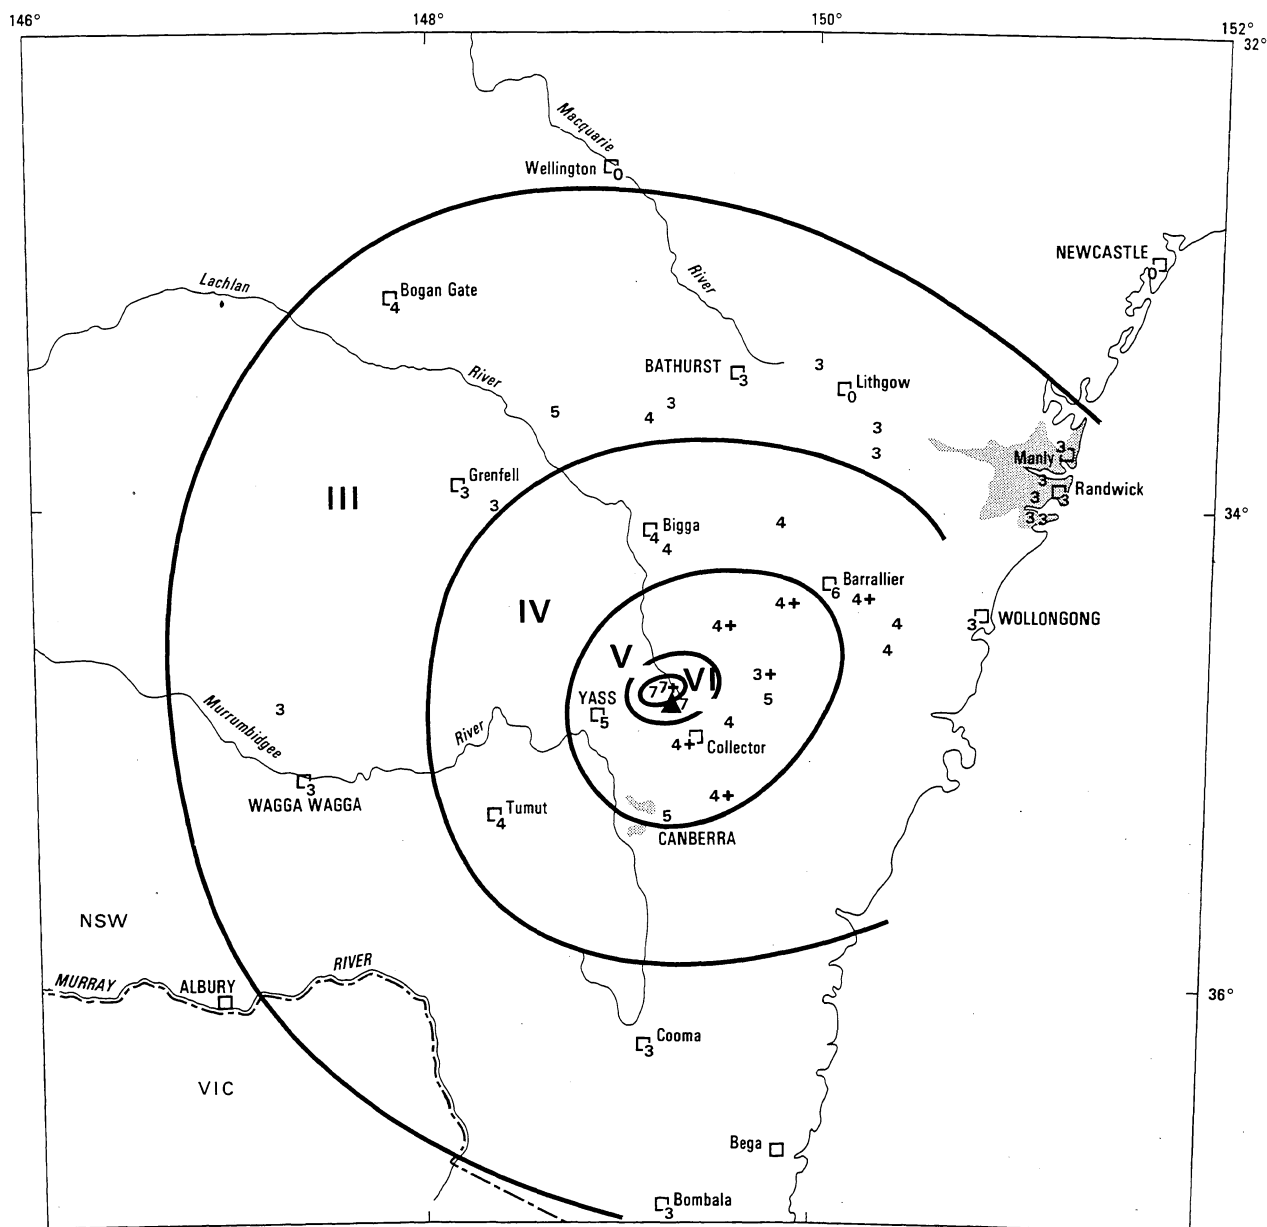 146°
148°
150°
152°
32°
Macquarie
Wellington
0
NEWCASTLE
0
River
Lachlan
Bogan Gate
4
BATHURST
3
3
Lithgow
0
River
5
4
3
3
3
Manly
3
Grenfell
3
3
III
3
Randwick
3
3
3 3
34°
Bigga
4
4
4
Barrallier
6
4+
4+
4+
IV
4
WOLLONGONG
3
4
V
VI
3+
7 7+
7
YASS
5
5
4
Murrumbidgee
3
River
4+
Collector
WAGGA WAGGA
3
Tumut
4
4+
5
CANBERRA
NSW
MURRAY
RIVER
ALBURY
36°
Cooma
3
VIC
Bega
Bombala
3